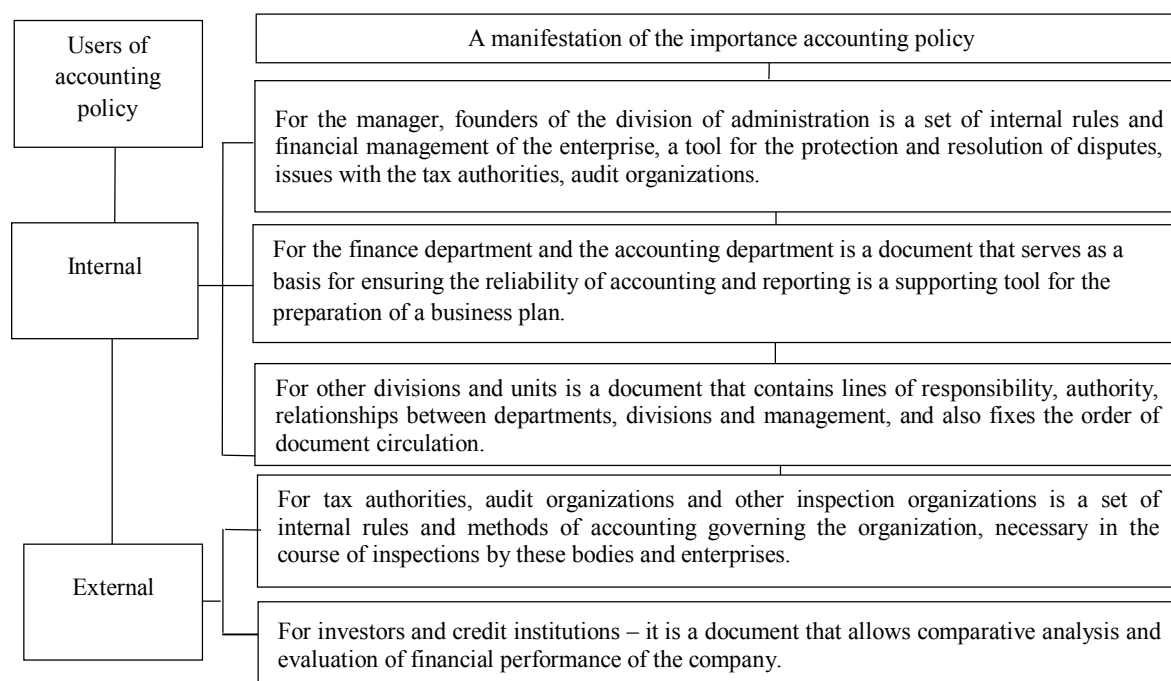 Users of
accounting
policy
A manifestation of the importance accounting policy
For the manager, founders of the division of administration is a set of internal rules and
financial management of the enterprise, a tool for the protection and resolution of disputes,
issues with the tax authorities, audit organizations.
Internal
For the finance department and the accounting department is a document that serves as a
basis for ensuring the reliability of accounting and reporting is a supporting tool for the
preparation of a business plan.
For other divisions and units is a document that contains lines of responsibility, authority,
relationships between departments, divisions and management, and also fixes the order of
document circulation.
For tax authorities, audit organizations and other inspection organizations is a set of
internal rules and methods of accounting governing the organization, necessary in the
course of inspections by these bodies and enterprises.
External
For investors and credit institutions – it is a document that allows comparative analysis and
evaluation of financial performance of the company.